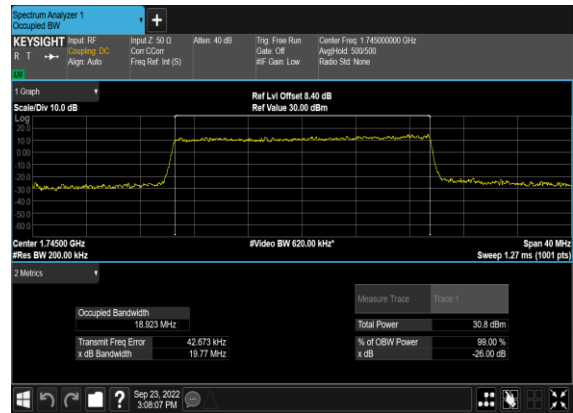 Spectrum Analyzer 1
Occupied BW
KEYSIGHT
R T
LXI
Input: RF
Coupling: DC
Align: Auto
Input Z: 50 Ω
Corr CCorr
Freq Ref: Int (S)
Atten: 40 dB
Trig: Free Run
Gate: Off
#IF Gain: Low
Center Freq: 1.745000000 GHz
Avg|Hold: 500/500
Radio Std: None
1 Graph
Scale/Div 10.0 dB
Ref Lvl Offset 8.40 dB
Ref Value 30.00 dBm
Log
20.0
10.0
0.00
-10.0
-20.0
-30.0
-40.0
-50.0
-60.0
Center 1.74500 GHz
#Res BW 200.00 kHz
#Video BW 620.00 kHz*
Span 40 MHz
Sweep 1.27 ms (1001 pts)
2 Metrics
Measure Trace
Trace 1
Occupied Bandwidth
18.923 MHz
Total Power
30.8 dBm
Transmit Freq Error
42.673 kHz
% of OBW Power
99.00 %
x dB Bandwidth
19.77 MHz
x dB
-26.00 dB
Sep 23, 2022
3:08:07 PM